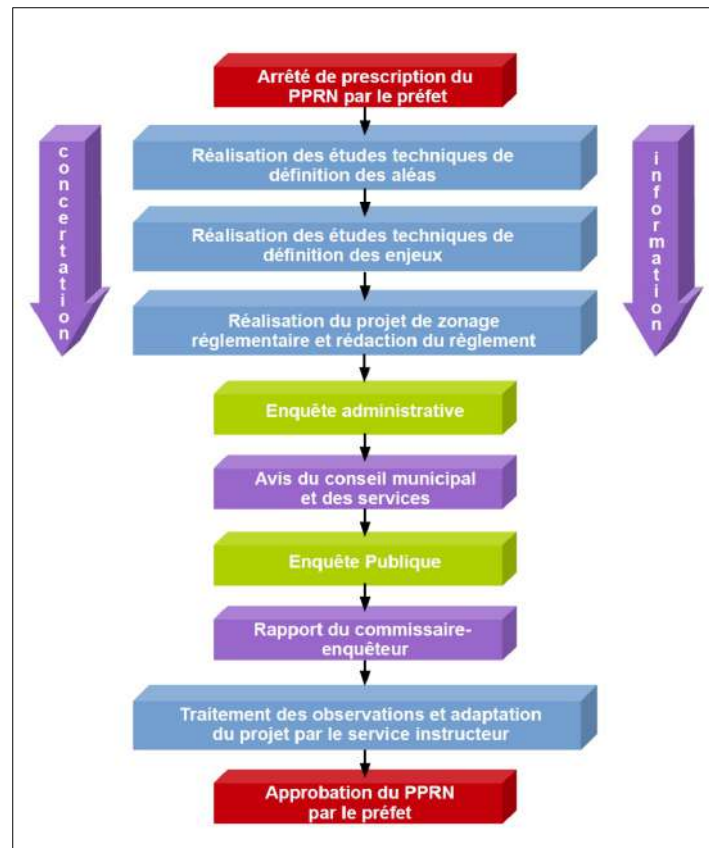 Arrêté de prescription du
PPRN par le préfet
concertation
information
Réalisation des études techniques de
définition des aléas
Réalisation des études techniques de
définition des enjeux
Réalisation du projet de zonage
réglementaire et rédaction du règlement
Enquête administrative
Avis du conseil municipal
et des services
Enquête Publique
Rapport du commissaire-
enquêteur
Traitement des observations et adaptation
du projet par le service instructeur
Approbation du PPRN
par le préfet